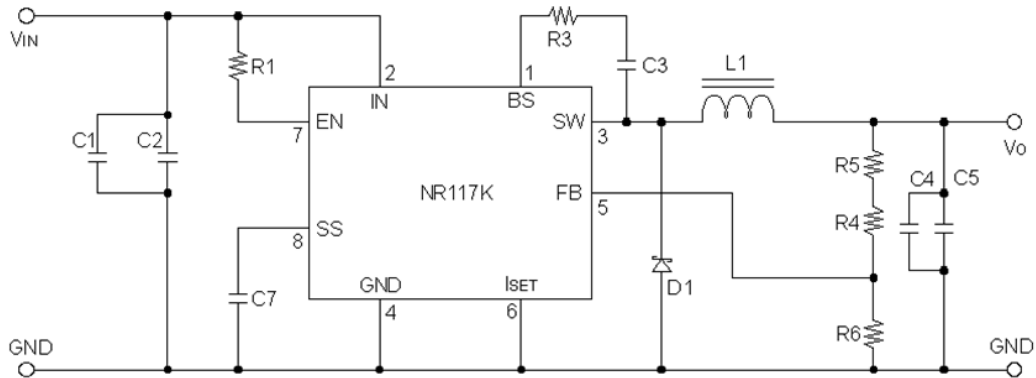 VIN
R1
R3
C3
L1
2
1
IN
BS
EN
7
SW
3
Vo
C1
C2
R5
C4
C5
NR117K
FB
5
R4
SS
8
D1
C7
GND
ISET
4
6
R6
GND
GND